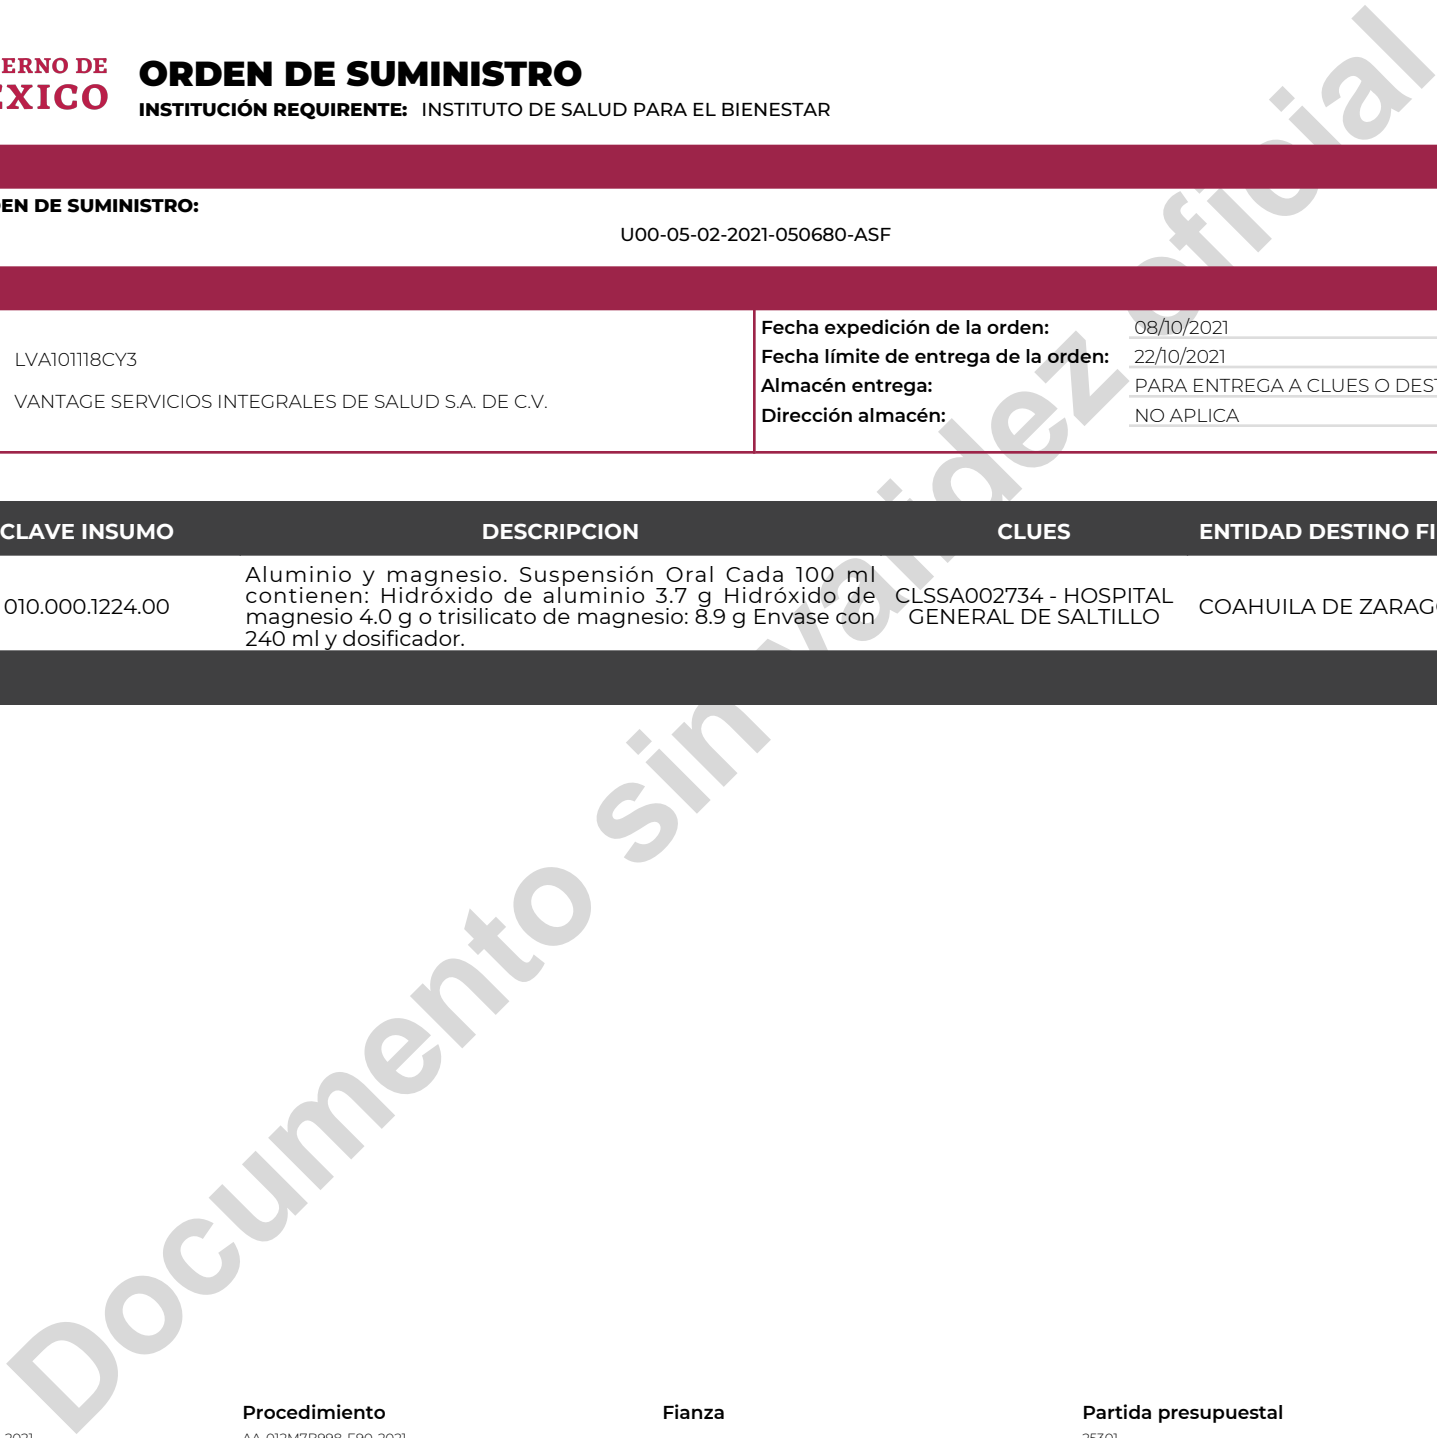 ERNO DE
ORDEN DE SUMINISTRO
EXICO
INSTITUCIÓN REQUIRENTE: INSTITUTO DE SALUD PARA EL BIENESTAR
EN DE SUMINISTRO:
U00-05-02-2021-050680-ASF
LVA101118CY3
VANTAGE SERVICIOS INTEGRALES DE SALUD S.A. DE C.V.
Fecha expedición de la orden: 08/10/2021
Fecha límite de entrega de la orden: 22/10/2021
Almacén entrega: PARA ENTREGA A CLUES O DEST
Dirección almacén: NO APLICA
CLAVE INSUMO DESCRIPCION CLUES ENTIDAD DESTINO FI
010.000.1224.00
Aluminio y magnesio. Suspensión Oral Cada 100 ml
contienen: Hidróxido de aluminio 3.7 g Hidróxido de
magnesio 4.0 g o trisilicato de magnesio: 8.9 g Envase con
240 ml y dosificador.
CLSSA002734 - HOSPITAL
GENERAL DE SALTILLO
COAHUILA DE ZARAG
Documento sin validez oficial
Procedimiento Fianza Partida presupuestal